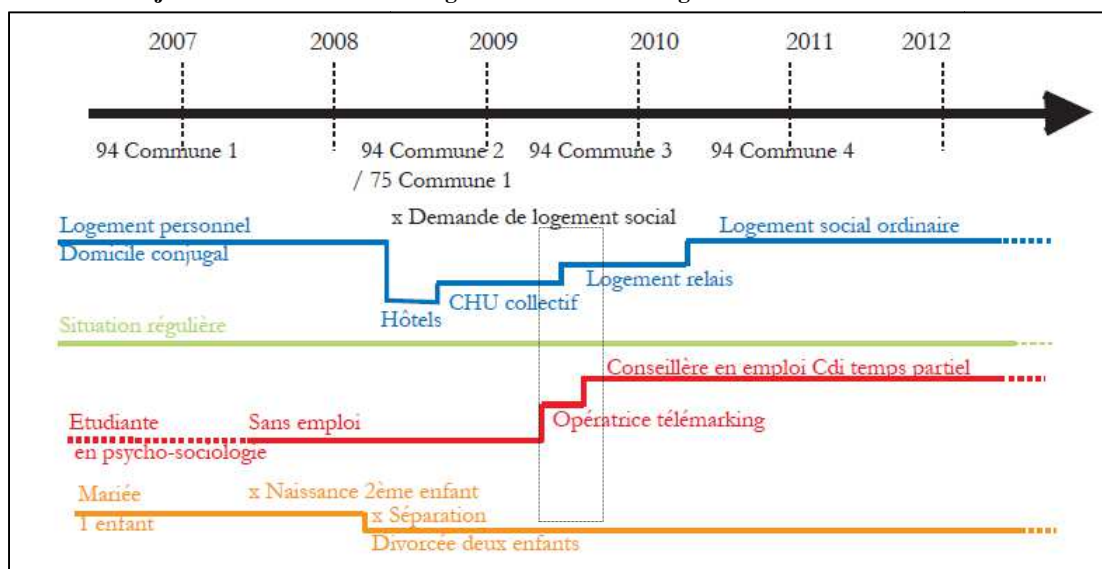 2007 2008 2009 2010 2011 2012
94 Commune 1 94 Commune 2 94 Commune 3 94 Commune 4
/ 75 Commune 1
x Demande de logement social
Logement personnel Logement social ordinaire
Domicile conjugal
Logement relais
CHU collectif
Hôtels
Situation régulière
Conseillère en emploi Cdi temps partiel
Etudiante Sans emploi Opératrice télémarking
en psycho-sociologie
Mariée x Naissance 2ème enfant
1 enfant x Séparation
Divorcée deux enfants